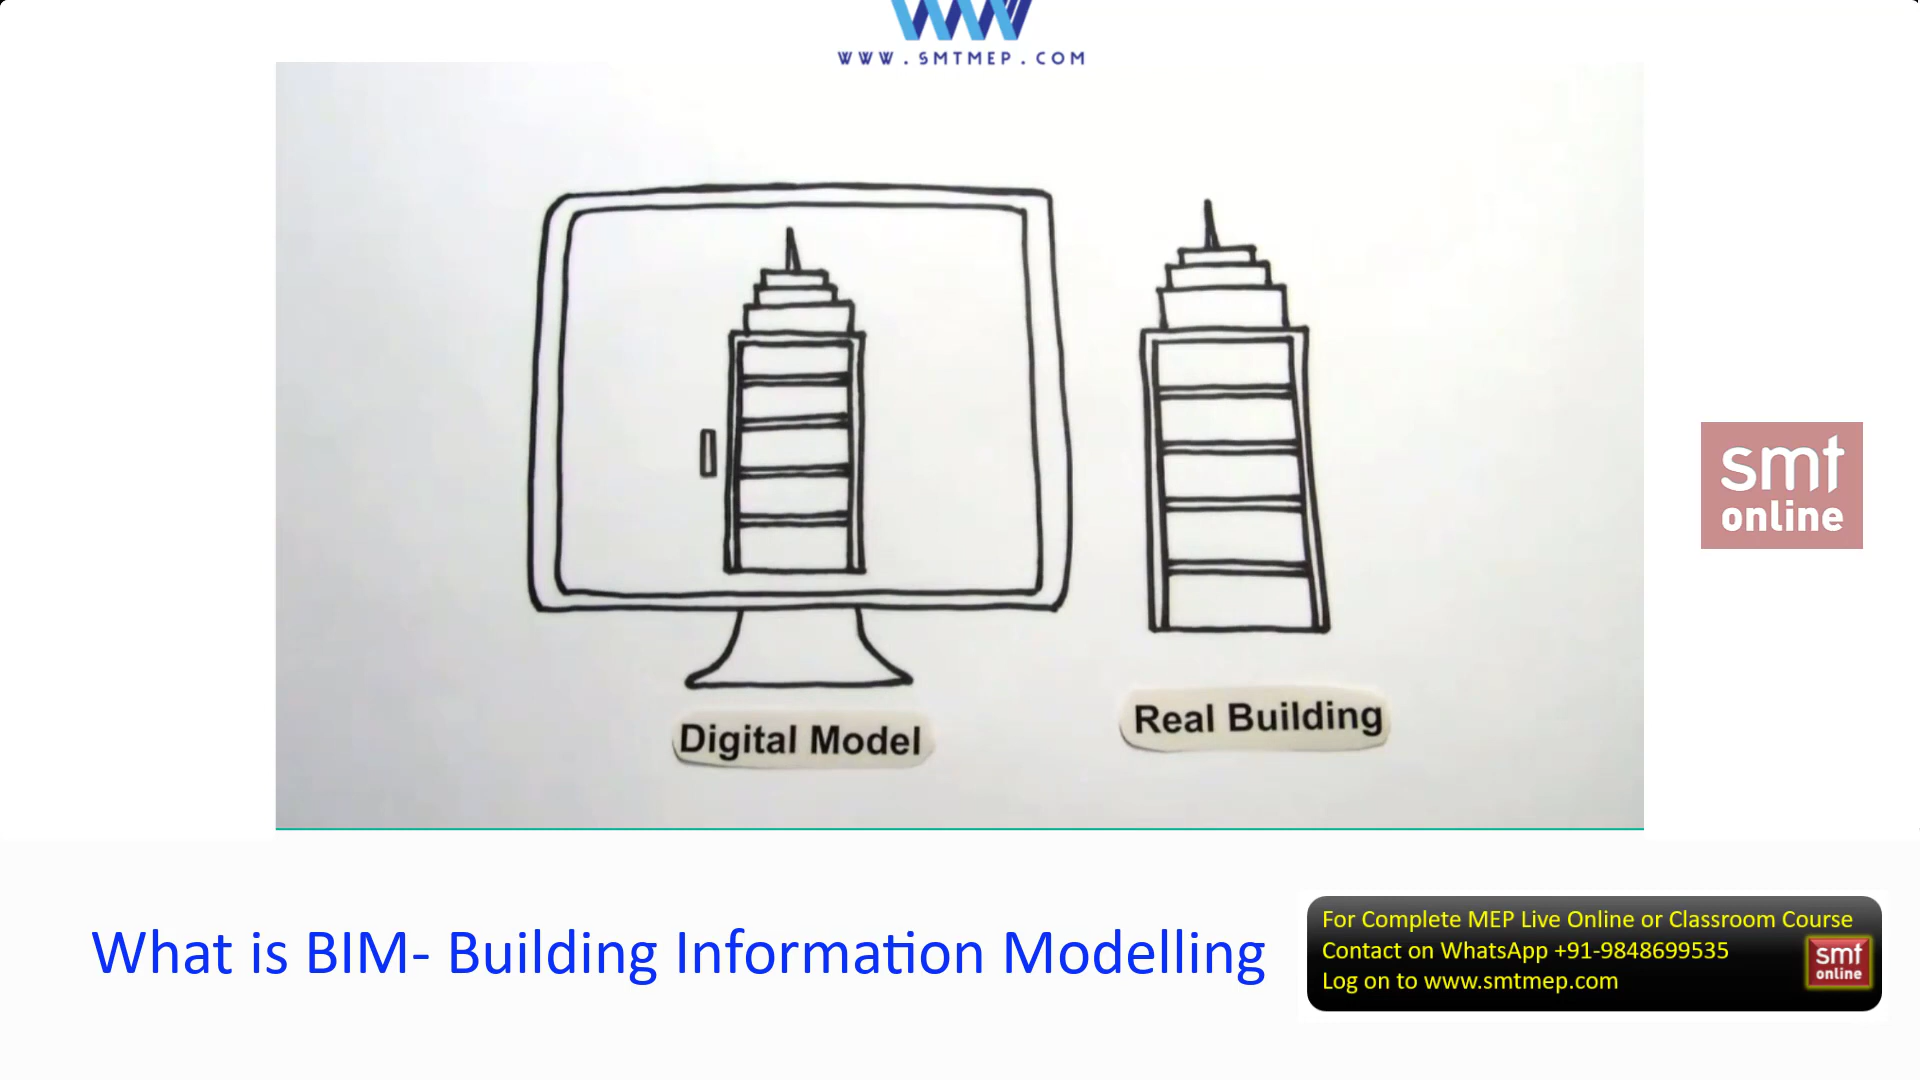 WWW.SMTMEP.COM
Digital Model
Real Building
smt
online
What is BIM- Building Information Modelling
For Complete MEP Live Online or Classroom Course
Contact on WhatsApp +91-9848699535
Log on to www.smtmep.com
smt
online